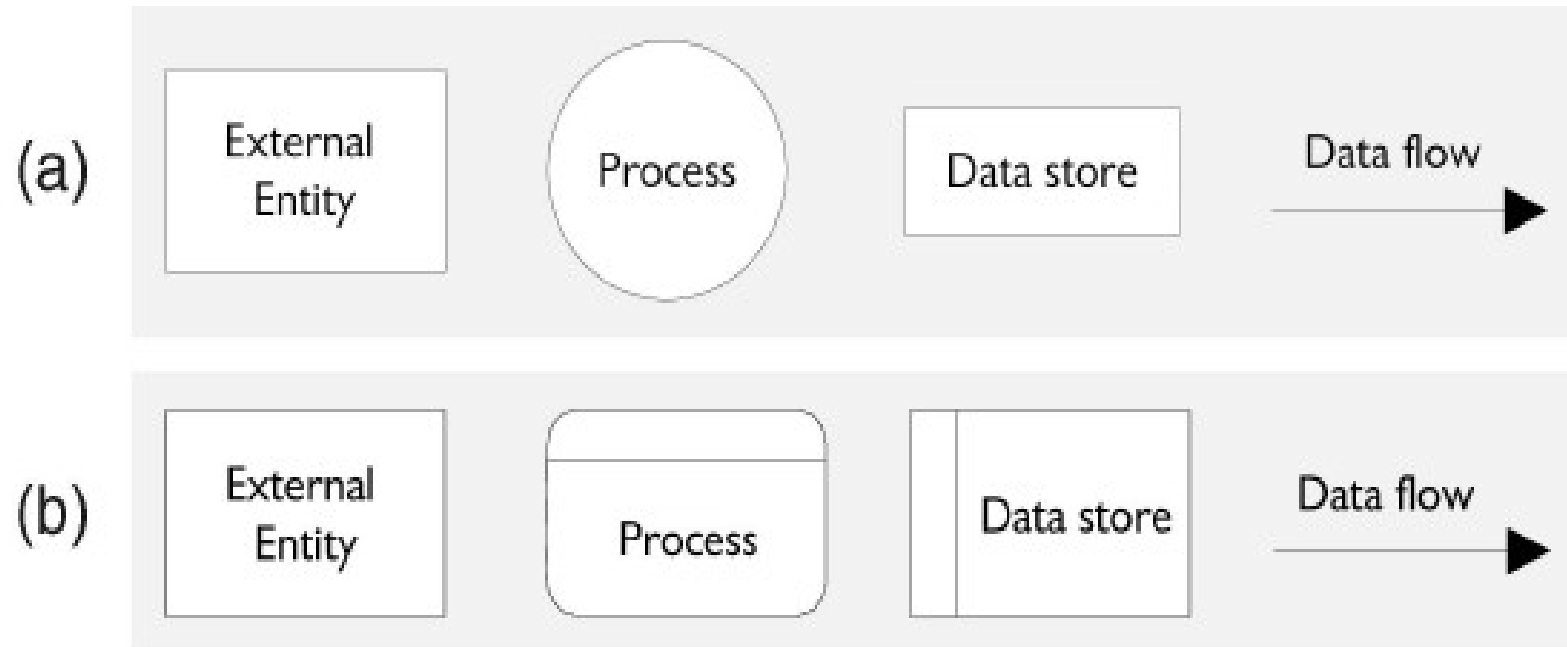 (a)
External
Entity
Process
Data store
Data flow
(b)
External
Entity
Process
Data store
Data flow